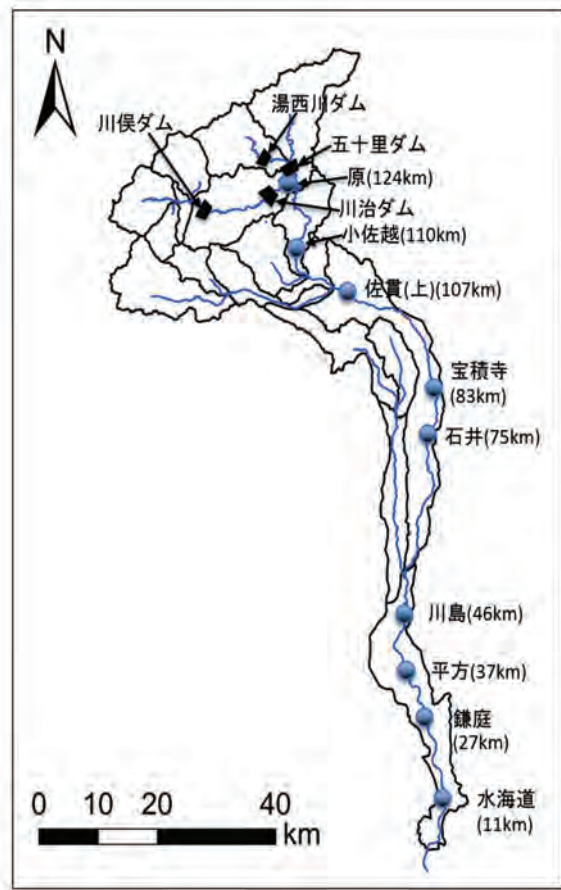 N
湯西川ダム
川俣ダム
五十里ダム
原(124km)
川治ダム
小佐越(110km)
佐貫(上)(107km)
宝積寺
(83km)
石井(75km)
川島(46km)
平方(37km)
鎌庭
(27km)
水海道
(11km)
0 10 20 40
km